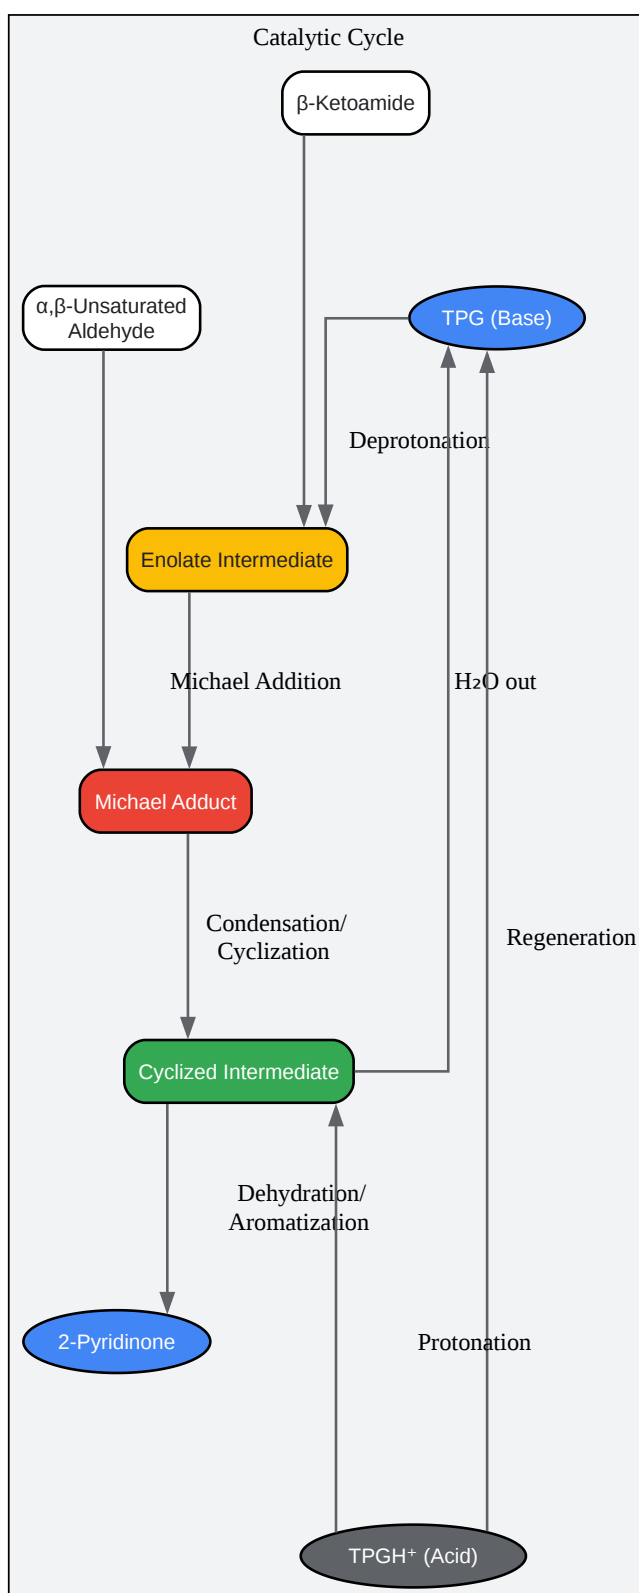 Catalytic Cycle
β-Ketoamide
α,β-Unsaturated
Aldehyde
TPG (Base)
Deprotonation
Enolate Intermediate
Michael Addition
H₂O out
Michael Adduct
Condensation/
Cyclization
Regeneration
Cyclized Intermediate
Dehydration/
Aromatization
2-Pyridinone
Protonation
TPGH⁺ (Acid)